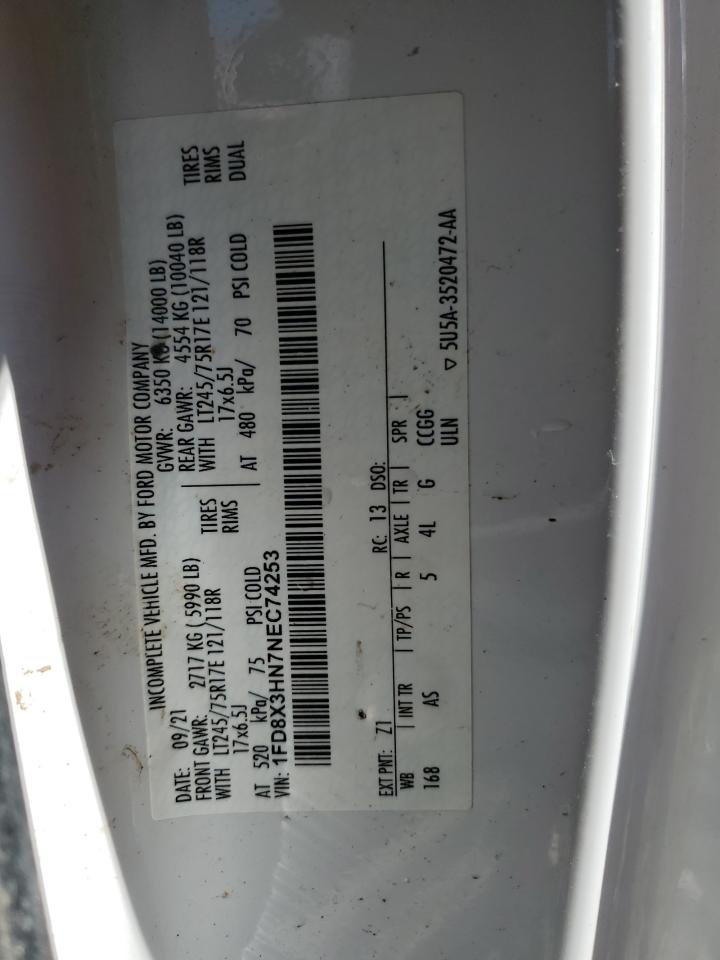 INCOMPLETE VEHICLE MFD. BY FORD MOTOR COMPANY
DATE: 09/21 GVWR: 6350 KG (14000 LB)
FRONT GAWR: 2717 KG ( 5990 LB) REAR GAWR: 4554 KG (10040 LB)
WITH LT245/75R17E 121/118R TIRES WITH LT245/75R17E 121/118R TIRES
17x6.5J RIMS 17x6.5J RIMS
AT 520 kPa/ 75 PSI COLD AT 480 kPa/ 70 PSI COLD DUAL
VIN: 1FD8X3HN7NEC74253
EXT PNT: Z1 RC: 13 DSO:
WB | INT TR | TP/PS | R | AXLE | TR | SPR |
168 AS 5 4L G CCGG
ULN ▽ 5U5A-3520472-AA